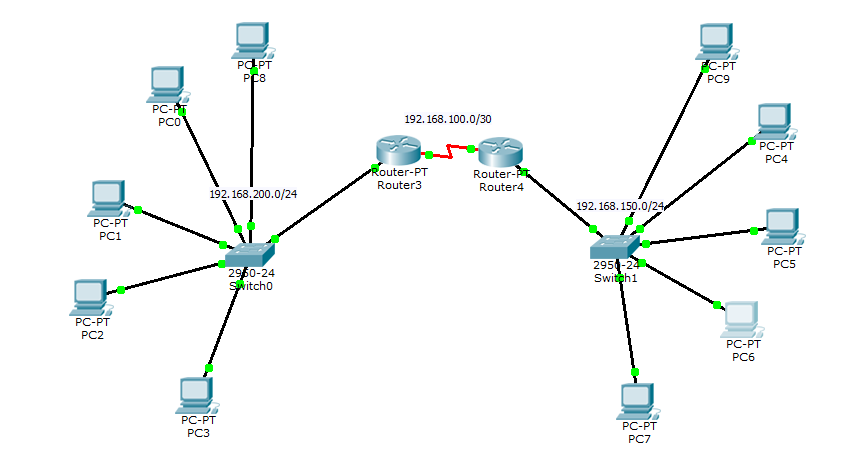 PC-PT
PC8
PC-PT
PC9
PC-PT
PC0
192.168.100.0/30
PC-PT
PC4
Router-PT
Router3
Router-PT
Router4
192.168.200.0/24
192.168.150.0/24
PC-PT
PC1
PC-PT
PC5
2950-24
Switch0
2950-24
Switch1
PC-PT
PC2
PC-PT
PC6
PC-PT
PC3
PC-PT
PC7